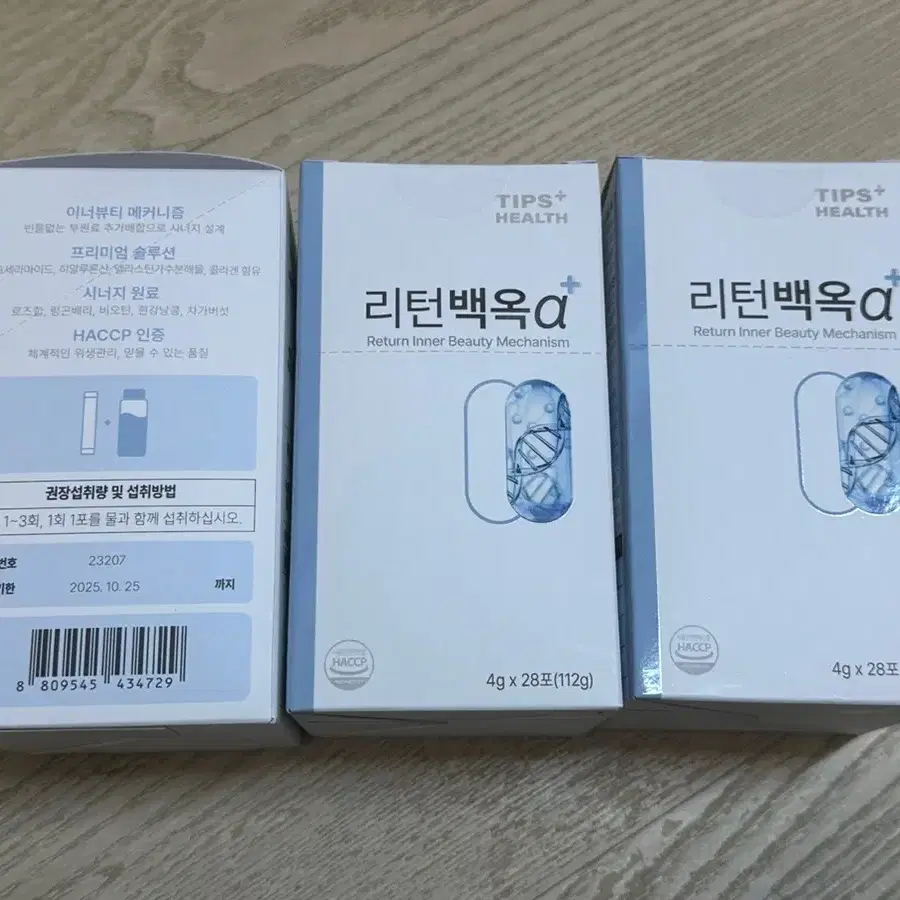 이너뷰티 메커니즘
빈틈없는 부원료 추가배합으로 시너지 설계
프리미엄 솔루션
세라마이드, 히알루론산, 엘라스틴가수분해물, 콜라겐 함유
시너지 원료
로즈힙, 링곤베리, 비오틴, 흰강낭콩, 차가버섯
HACCP 인증
체계적인 위생관리, 믿을 수 있는 품질
권장섭취량 및 섭취방법
1~3회, 1회 1포를 물과 함께 섭취하십시오.
번호 23207
기한 2025. 10. 25 까지
8 809545 434729
TIPS+
HEALTH
리턴백옥α+
Return Inner Beauty Mechanism
HACCP
4g x 28포(112g)
TIPS+
HEALTH
리턴백옥α+
Return Inner Beauty Mechanism
HACCP
4g x 28포